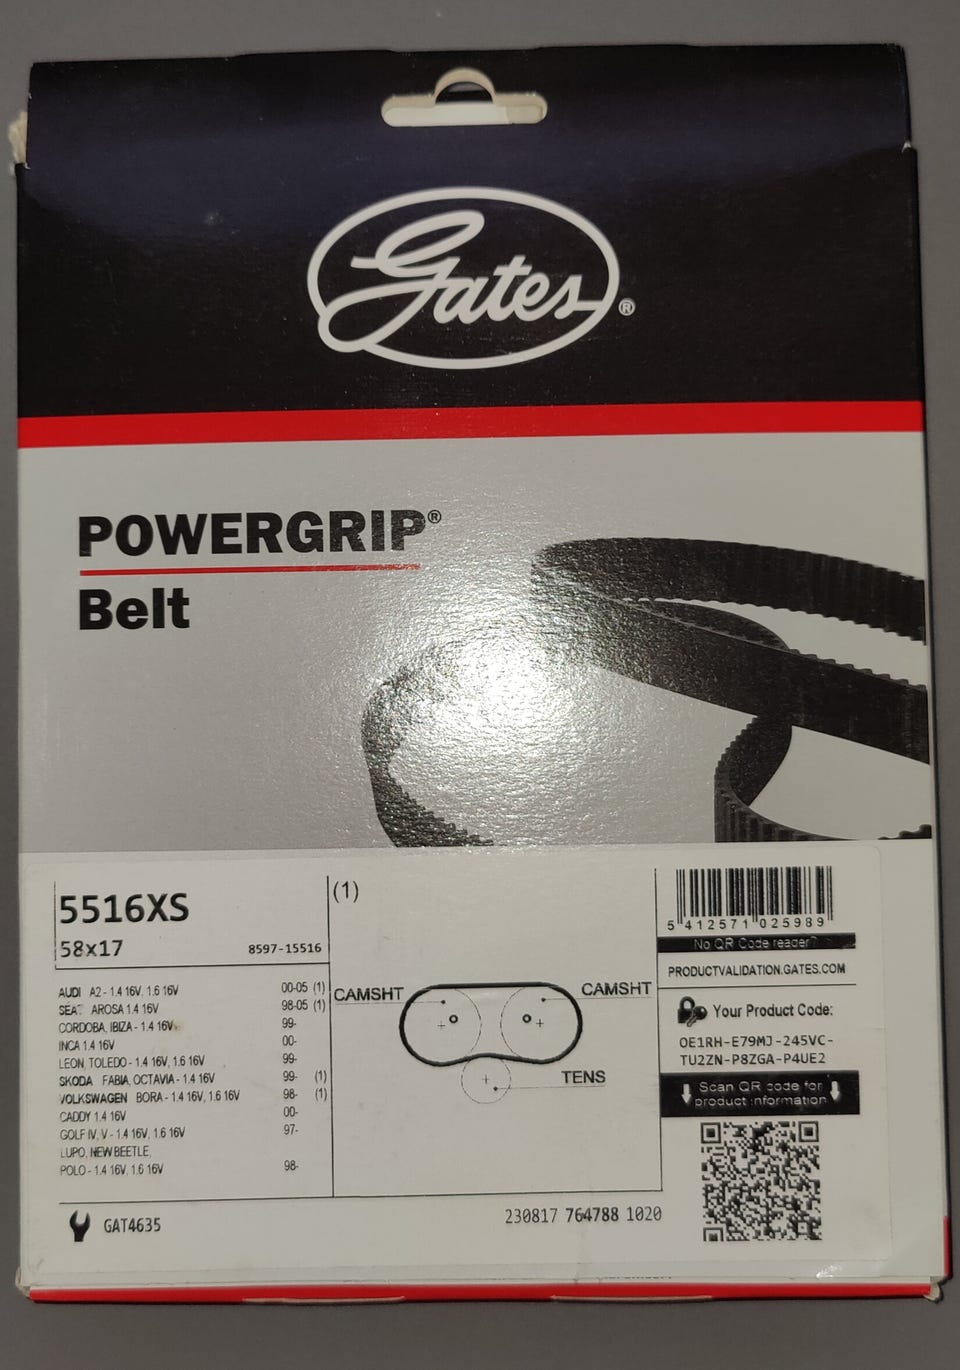 Gates®
POWERGRIP®
Belt
5516XS
58x17 8597-15516
AUDI A2 - 1.4 16V, 1.6 16V 00-05 (1)
SEAT AROSA 1.4 16V 98-05 (1)
CORDOBA, IBIZA - 1.4 16V 99-
INCA 1.4 16V 00-
LEON, TOLEDO - 1.4 16V, 1.6 16V 99-
SKODA FABIA, OCTAVIA - 1.4 16V 99- (1)
VOLKSWAGEN BORA - 1.4 16V, 1.6 16V 98- (1)
CADDY 1.4 16V 00-
GOLF IV, V - 1.4 16V, 1.6 16V 97-
LUPO, NEW BEETLE,
POLO - 1.4 16V, 1.6 16V 98-
GAT4635
(1)
CAMSHT CAMSHT
TENS
230817 764788 1020
5 412571 025989
No QR Code reader?
PRODUCTVALIDATION.GATES.COM
Your Product Code:
OE1RH-E79MJ-245VC-
TU2ZN-P8ZGA-P4UE2
Scan QR code for
product information